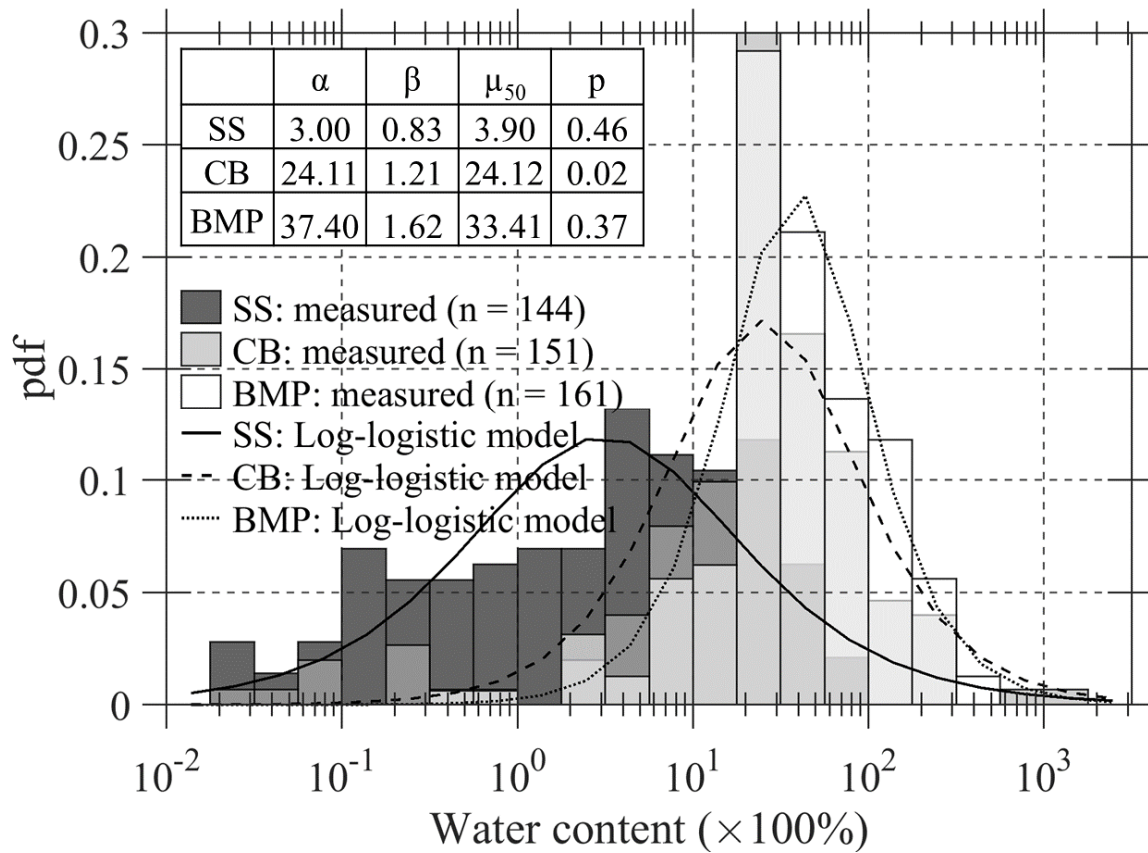 0.3
0.25
0.2
0.15
0.1
0.05
0
pdf
α β μ50 p
SS 3.00 0.83 3.90 0.46
CB 24.11 1.21 24.12 0.02
BMP 37.40 1.62 33.41 0.37
SS: measured (n = 144)
CB: measured (n = 151)
BMP: measured (n = 161)
SS: Log-logistic model
CB: Log-logistic model
BMP: Log-logistic model
10-2 10-1 100 101 102 103
Water content (×100%)